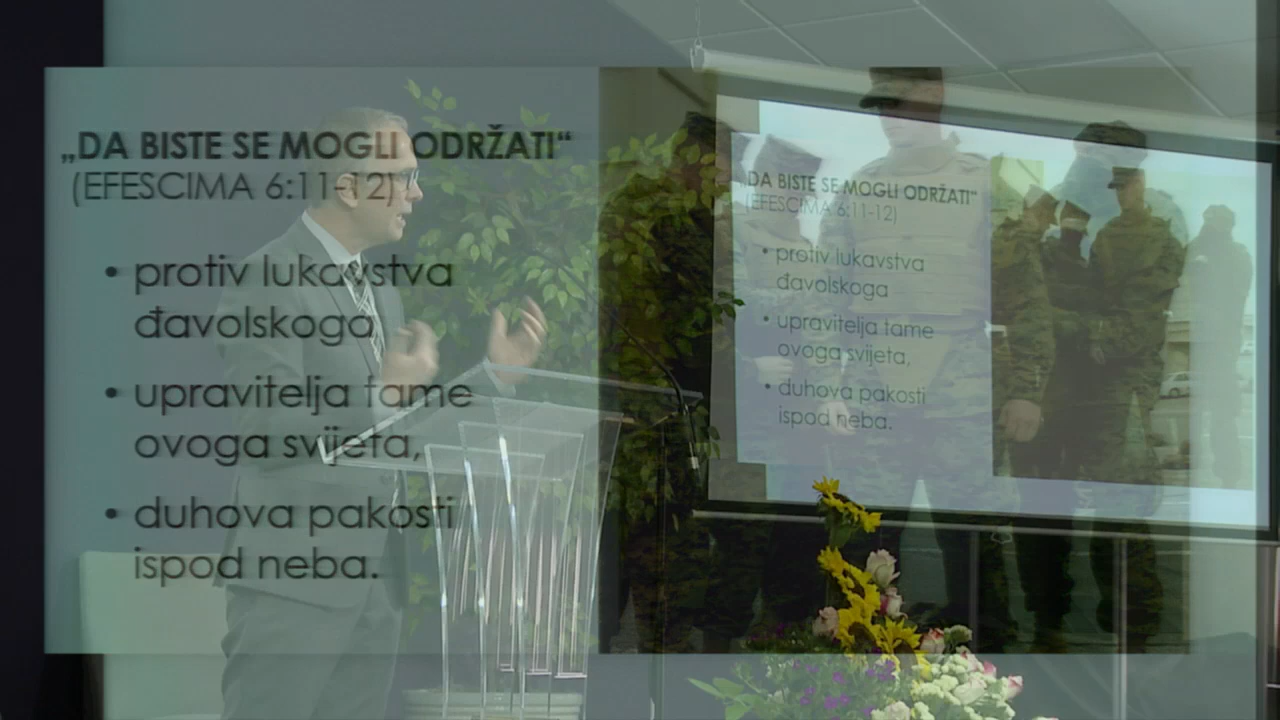 „DA BISTE SE MOGLI ODRŽATI“
(EFESCIMA 6:11-12)
• protiv lukavstva
đavolskoga,
• upravitelja tame
ovoga svijeta,
• duhova pakosti
ispod neba.
„DA BISTE SE MOGLI ODRŽATI“
(EFESCIMA 6:11-12)
• protiv lukavstva
đavolskoga
• upravitelja tame
ovoga svijeta,
• duhova pakosti
ispod neba.